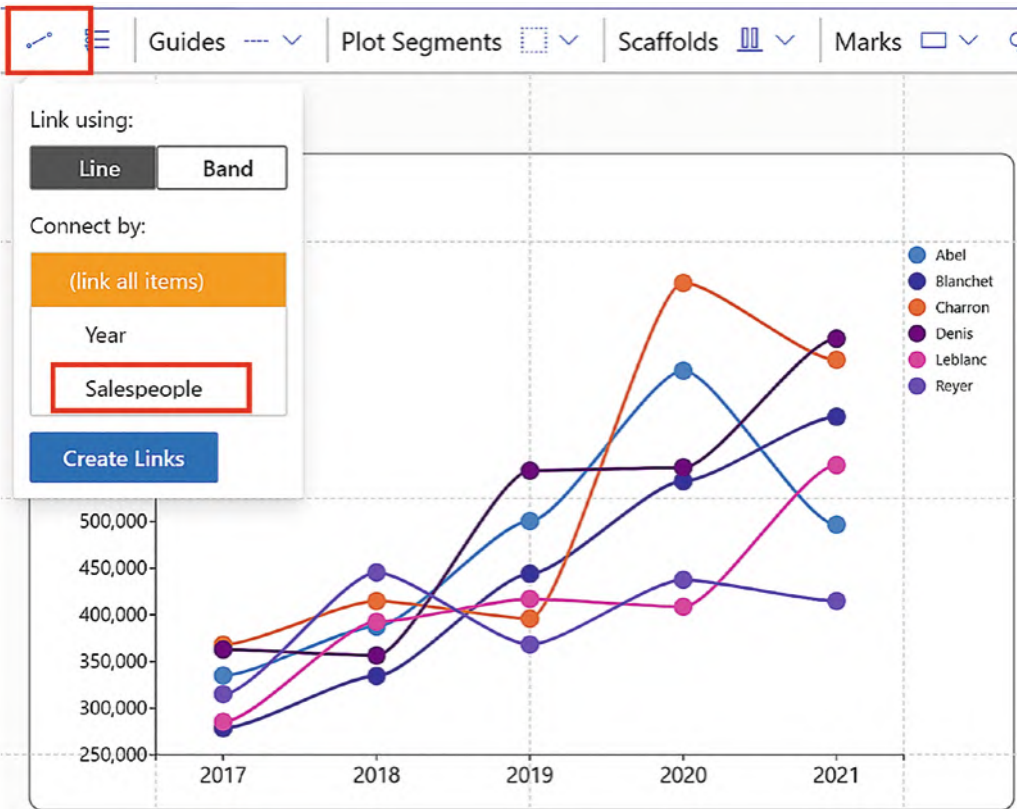 Guides Plot Segments Scaffolds Marks
Link using:
Line Band
Connect by:
(link all items)
Year
Salespeople
Create Links
Abel
Blanchet
Charron
Denis
Leblanc
Reyer
500,000
450,000
400,000
350,000
300,000
250,000
2017 2018 2019 2020 2021